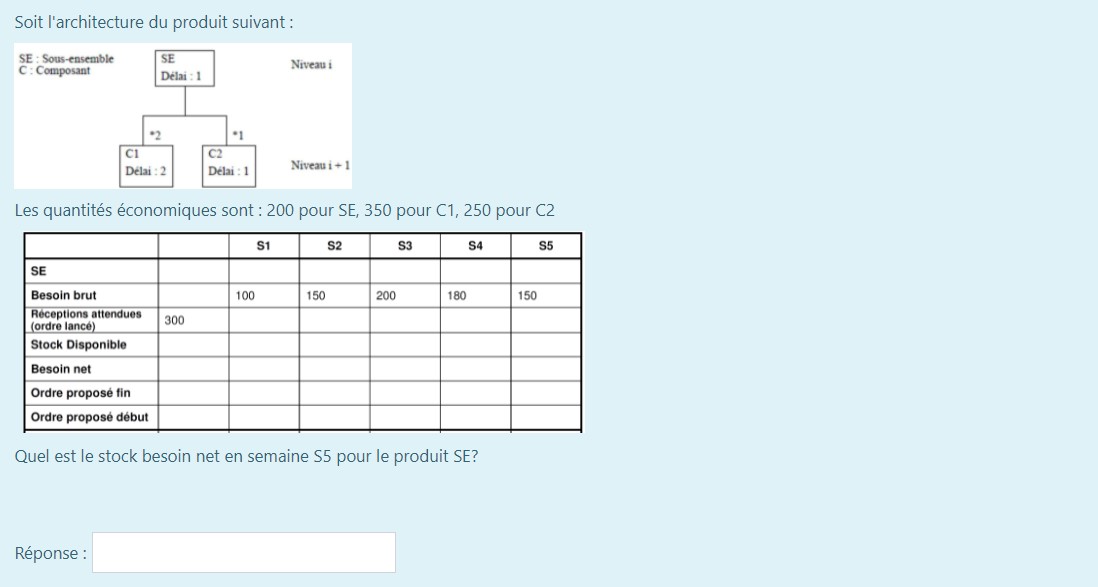 Soit l'architecture du produit suivant :
SE : Sous-ensemble
C : Composant
SE
Délai : 1
Niveau i
*2
*1
C1
Délai : 2
C2
Délai : 1
Niveau i + 1
Les quantités économiques sont : 200 pour SE, 350 pour C1, 250 pour C2
S1 S2 S3 S4 S5
SE
Besoin brut 100 150 200 180 150
Réceptions attendues
(ordre lancé) 300
Stock Disponible
Besoin net
Ordre proposé fin
Ordre proposé début
Quel est le stock besoin net en semaine S5 pour le produit SE?
Réponse :